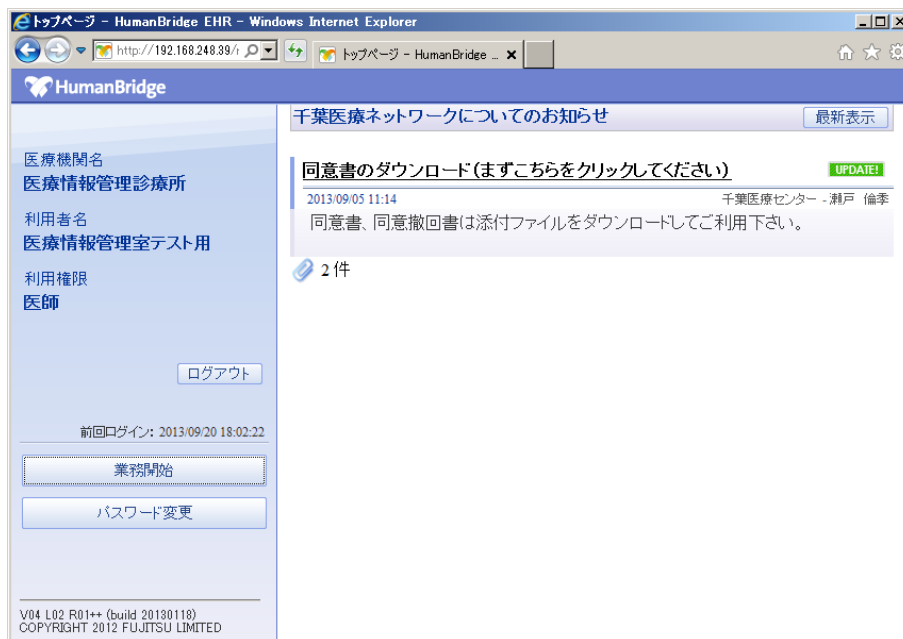 トップページ - HumanBridge EHR - Windows Internet Explorer
http://192.168.248.39/
トップページ - HumanBridge ...
HumanBridge
千葉医療ネットワークについてのお知らせ
最新表示
医療機関名
医療情報管理診療所
利用者名
医療情報管理室テスト用
利用権限
医師
ログアウト
前回ログイン: 2013/09/20 18:02:22
業務開始
パスワード変更
V04 L02 R01++ (build 20130118)
COPYRIGHT 2012 FUJITSU LIMITED
同意書のダウンロード(まずこちらをクリックしてください)
UPDATE!
2013/09/05 11:14
千葉医療センター - 瀬戸 倫季
同意書、同意撤回書は添付ファイルをダウンロードしてご利用下さい。
2件